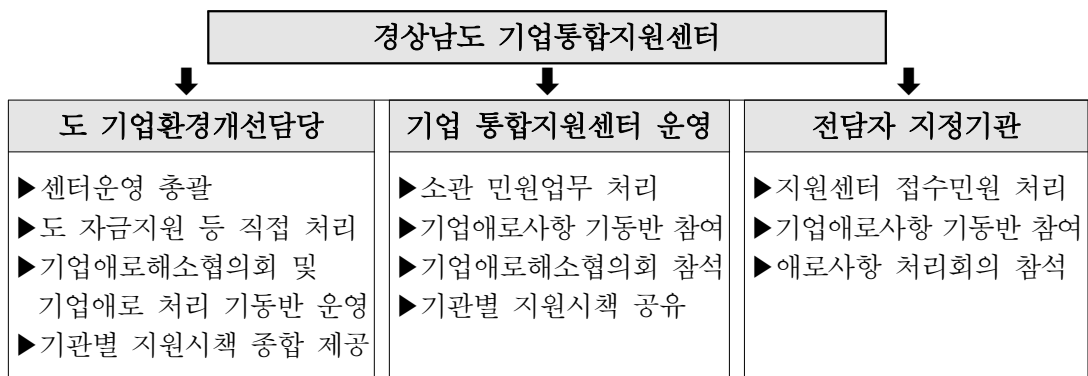 경상남도 기업통합지원센터
도 기업환경개선담당
▶센터운영 총괄
▶도 자금지원 등 직접 처리
▶기업애로해소협의회 및
기업애로 처리 기동반 운영
▶기관별 지원시책 종합 제공
기업 통합지원센터 운영
▶소관 민원업무 처리
▶기업애로사항 기동반 참여
▶기업애로해소협의회 참석
▶기관별 지원시책 공유
전담자 지정기관
▶지원센터 접수민원 처리
▶기업애로사항 기동반 참여
▶애로사항 처리회의 참석